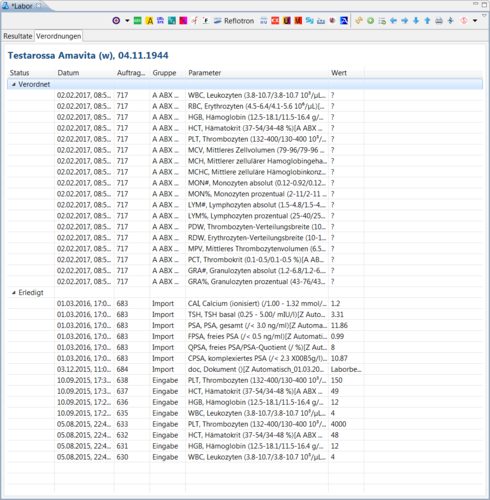 *Labor
Reflotron
Resultate Verordnungen
Testarossa Amavita (w), 04.11.1944
Status Datum Auftrag... Gruppe Parameter Wert
Verordnet
02.02.2017, 08:5... 717 A ABX ... WBC, Leukozyten (3.8-10.7/3.8-10.7 10³/µL... ?
02.02.2017, 08:5... 717 A ABX ... RBC, Erythrozyten (4.5-6.4/4.1-5.6 10⁶/µL)[... ?
02.02.2017, 08:5... 717 A ABX ... HGB, Hämoglobin (12.5-18.1/11.5-16.4 g/... ?
02.02.2017, 08:5... 717 A ABX ... HCT, Hämatokrit (37-54/34-48 %)[A ABX ... ?
02.02.2017, 08:5... 717 A ABX ... PLT, Thrombozyten (132-400/130-400 10³/... ?
02.02.2017, 08:5... 717 A ABX ... MCV, Mittleres Zellvolumen (79-96/79-96 ... ?
02.02.2017, 08:5... 717 A ABX ... MCH, Mittlerer zellulärer Hamoglobingeha... ?
02.02.2017, 08:5... 717 A ABX ... MCHC, Mittlere zelluläre Hämoglobinkonz... ?
02.02.2017, 08:5... 717 A ABX ... MON#, Monozyten absolut (0.12-0.92/0.12... ?
02.02.2017, 08:5... 717 A ABX ... MON%, Monozyten prozentual (2-11/2-11 ... ?
02.02.2017, 08:5... 717 A ABX ... LYM#, Lymphozyten absolut (1.5-4.8/1.5-4... ?
02.02.2017, 08:5... 717 A ABX ... LYM%, Lymphozyten prozentual (25-40/25... ?
02.02.2017, 08:5... 717 A ABX ... PDW, Thrombozyten-Verteilungsbreite (10... ?
02.02.2017, 08:5... 717 A ABX ... RDW, Erythrozyten-Verteilungsbreite (10-1... ?
02.02.2017, 08:5... 717 A ABX ... MPV, Mittleres Thrombozytenvolumen (6.5... ?
02.02.2017, 08:5... 717 A ABX ... PCT, Thrombokrit (0.1-0.5/0.1-0.5 %)[A AB... ?
02.02.2017, 08:5... 717 A ABX ... GRA#, Granulozyten absolut (1.2-6.8/1.2-6... ?
02.02.2017, 08:5... 717 A ABX ... GRA%, Granulozyten prozentual (43-76/43... ?
Erledigt
01.03.2016, 17:0... 683 Import CAI, Calcium (ionisiert) (/1.00 - 1.32 mmol/... 1.2
01.03.2016, 17:0... 683 Import TSH, TSH basal (0.25 - 5.00/ mIU/l)[Z Auto... 3.31
01.03.2016, 17:0... 683 Import PSA, PSA, gesamt (/< 3.0 ng/ml)[Z Automa... 11.86
01.03.2016, 17:0... 683 Import FPSA, freies PSA (/< 0.5 ng/ml)[Z Automat... 0.99
01.03.2016, 17:0... 683 Import QPSA, freies PSA/PSA-Quotient (/ %)[Z Aut... 8
01.03.2016, 17:0... 683 Import CPSA, komplexiertes PSA (/< 2.3 X00B5g/l)... 10.87
03.12.2015, 11:0... 684 Import doc, Dokument ()[Z Automatisch_01.03.20... Laborbe...
10.09.2015, 17:3... 638 Eingabe PLT, Thrombozyten (132-400/130-400 10³/... 150
10.09.2015, 17:3... 637 Eingabe HCT, Hämatokrit (37-54/34-48 %)[A ABX ... 49
10.09.2015, 17:2... 636 Eingabe HGB, Hämoglobin (12.5-18.1/11.5-16.4 g/... 12
10.09.2015, 17:2... 635 Eingabe WBC, Leukozyten (3.8-10.7/3.8-10.7 10³/µL... 4
05.08.2015, 22:4... 633 Eingabe PLT, Thrombozyten (132-400/130-400 10³/... 4000
05.08.2015, 22:4... 632 Eingabe HCT, Hämatokrit (37-54/34-48 %)[A ABX ... 48
05.08.2015, 22:4... 631 Eingabe HGB, Hämoglobin (12.5-18.1/11.5-16.4 g/... 12
05.08.2015, 22:4... 630 Eingabe WBC, Leukozyten (3.8-10.7/3.8-10.7 10³/µL... 4